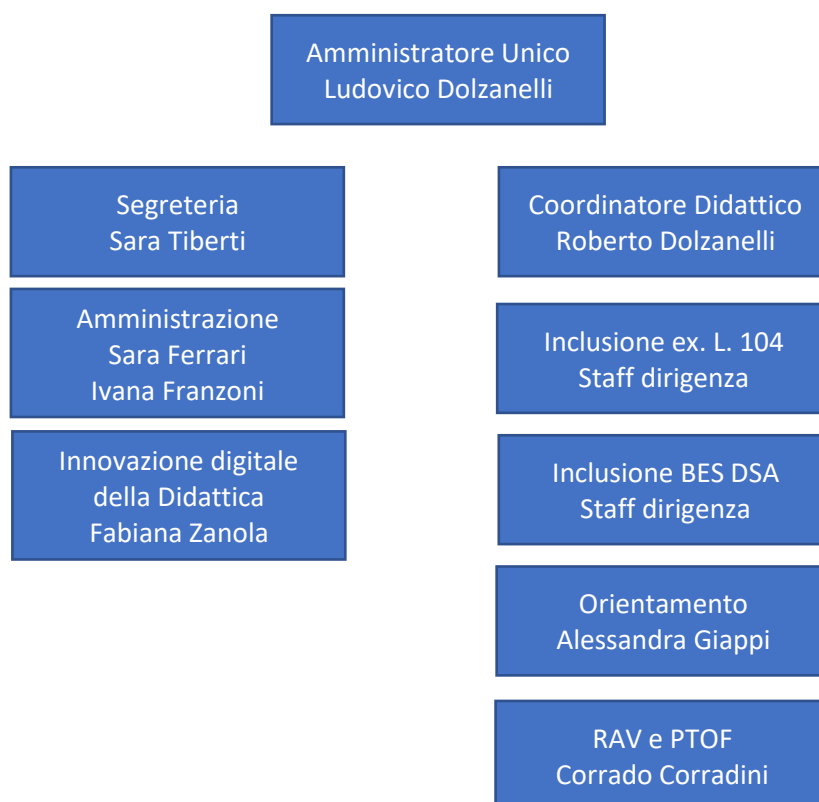 Amministratore Unico
Ludovico Dolzanelli
Segreteria
Sara Tiberti
Amministrazione
Sara Ferrari
Ivana Franzoni
Innovazione digitale
della Didattica
Fabiana Zanola
Coordinatore Didattico
Roberto Dolzanelli
Inclusione ex. L. 104
Staff dirigenza
Inclusione BES DSA
Staff dirigenza
Orientamento
Alessandra Giappi
RAV e PTOF
Corrado Corradini